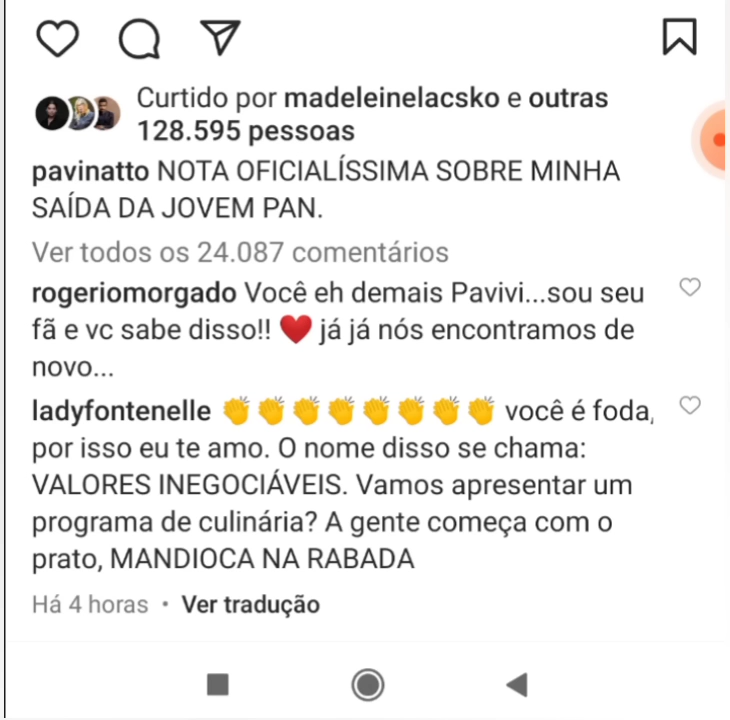 Curtido por madeleinelacsko e outras
128.595 pessoas
pavinatto NOTA OFICIALÍSSIMA SOBRE MINHA
SAÍDA DA JOVEM PAN.
Ver todos os 24.087 comentários
rogeriomorgado Você eh demais Pavivi...sou seu
fã e vc sabe disso!! ❤️ já já nós encontramos de
novo...
ladyfontenelle 👏👏👏👏👏👏👏👏 você é foda,
por isso eu te amo. O nome disso se chama:
VALORES INEGOCIÁVEIS. Vamos apresentar um
programa de culinária? A gente começa com o
prato, MANDIOCA NA RABADA
Há 4 horas • Ver tradução